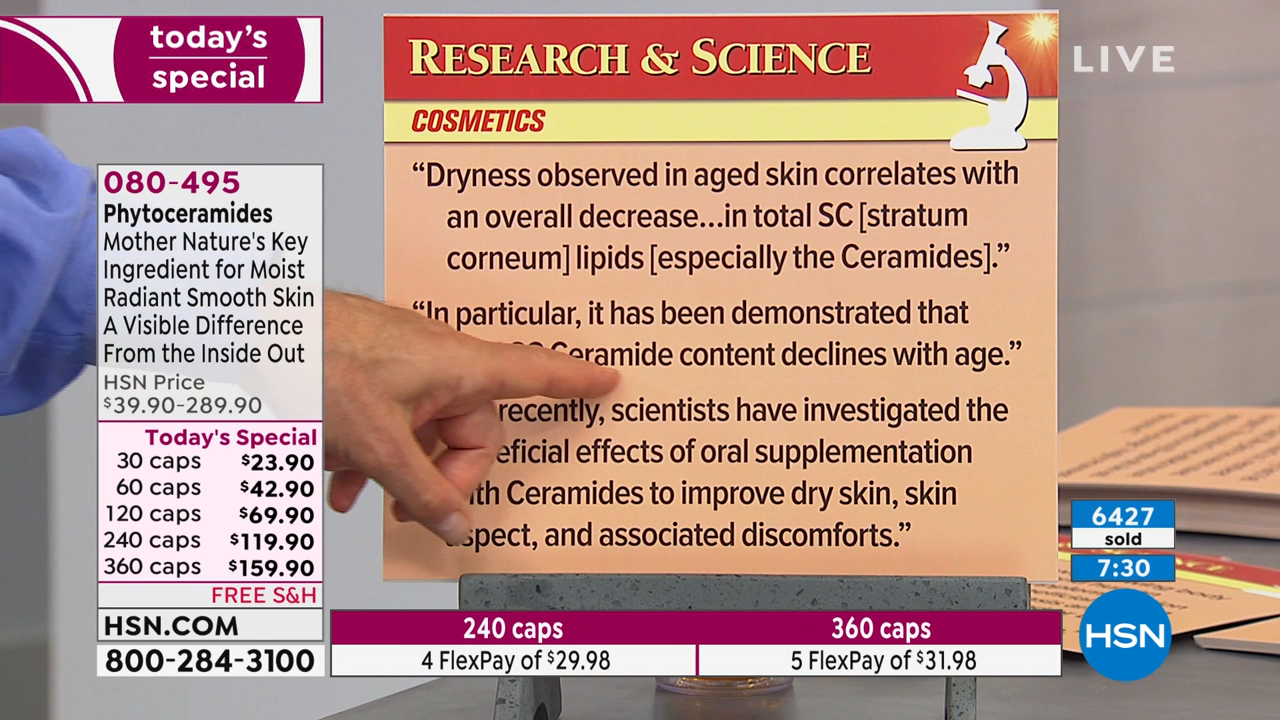 today's
special
RESEARCH & SCIENCE
LIVE
COSMETICS
“Dryness observed in aged skin correlates with
an overall decrease...in total SC [stratum
corneum] lipids [especially the Ceramides].”
“In particular, it has been demonstrated that
Ceramide content declines with age.”
recently, scientists have investigated the
eficial effects of oral supplementation
Ceramides to improve dry skin, skin
aspect, and associated discomforts.”
080-495
Phytoceramides
Mother Nature's Key
Ingredient for Moist
Radiant Smooth Skin
A Visible Difference
From the Inside Out
HSN Price
$39.90-289.90
Today's Special
30 caps $23.90
60 caps $42.90
120 caps $69.90
240 caps $119.90
360 caps $159.90
FREE S&H
HSN.COM
800-284-3100
240 caps
4 FlexPay of $29.98
360 caps
5 FlexPay of $31.98
6427
sold
7:30
HSN